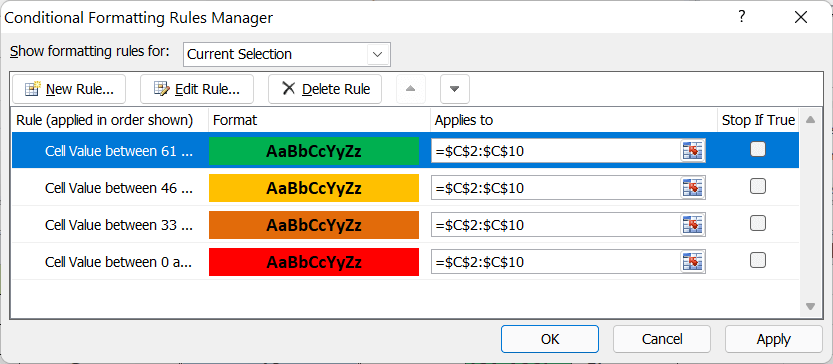 Conditional Formatting Rules Manager
Show formatting rules for: Current Selection
New Rule... Edit Rule... Delete Rule
Rule (applied in order shown) Format Applies to Stop If True
Cell Value between 61 ... AaBbCcYyZz =$C$2:$C$10
Cell Value between 46 ... AaBbCcYyZz =$C$2:$C$10
Cell Value between 33 ... AaBbCcYyZz =$C$2:$C$10
Cell Value between 0 a... AaBbCcYyZz =$C$2:$C$10
OK Cancel Apply